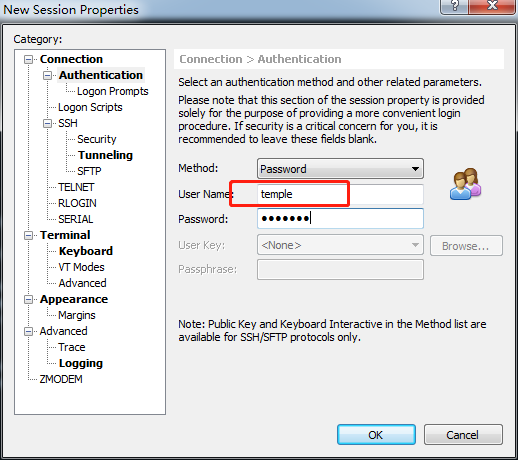 New Session Properties
?
Category:
Connection
Authentication
Logon Prompts
Logon Scripts
SSH
Security
Tunneling
SFTP
TELNET
RLOGIN
SERIAL
Terminal
Keyboard
VT Modes
Advanced
Appearance
Margins
Advanced
Trace
Logging
ZMODEM
Connection > Authentication
Select an authentication method and other related parameters.
Please note that this section of the session property is provided
solely for the purpose of providing a more convenient login
procedure. If security is a critical concern for you, it is
recommended to leave these fields blank.
Method: Password
User Name: temple
Password: •••••••
User Key: <None> Browse...
Passphrase:
Note: Public Key and Keyboard Interactive in the Method list are
available for SSH/SFTP protocols only.
OK Cancel